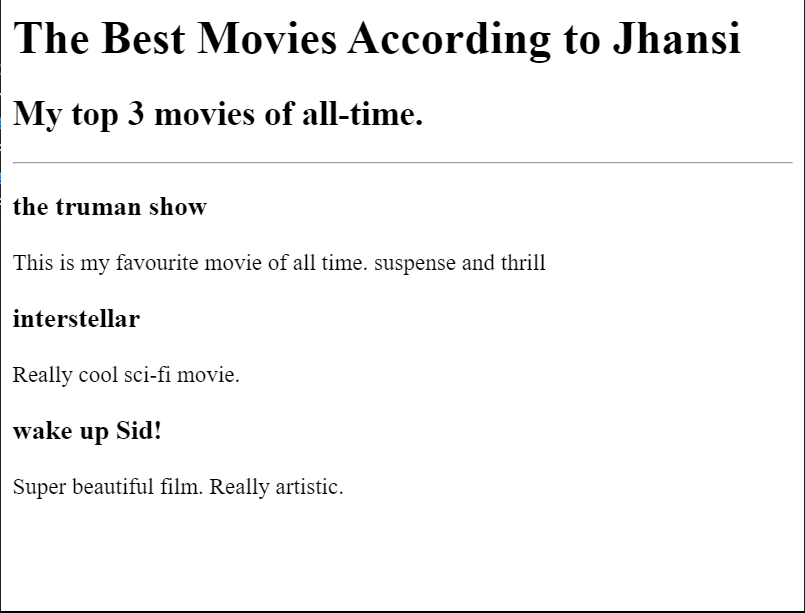 The Best Movies According to Jhansi
My top 3 movies of all-time.
the truman show
This is my favourite movie of all time. suspense and thrill
interstellar
Really cool sci-fi movie.
wake up Sid!
Super beautiful film. Really artistic.